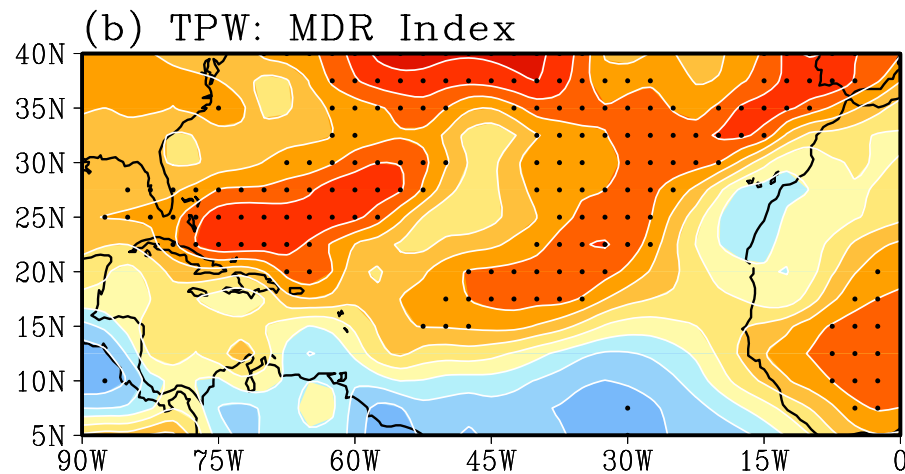 (b) TPW: MDR Index
40N
35N
30N
25N
20N
15N
10N
5N
90W 75W 60W 45W 30W 15W 0